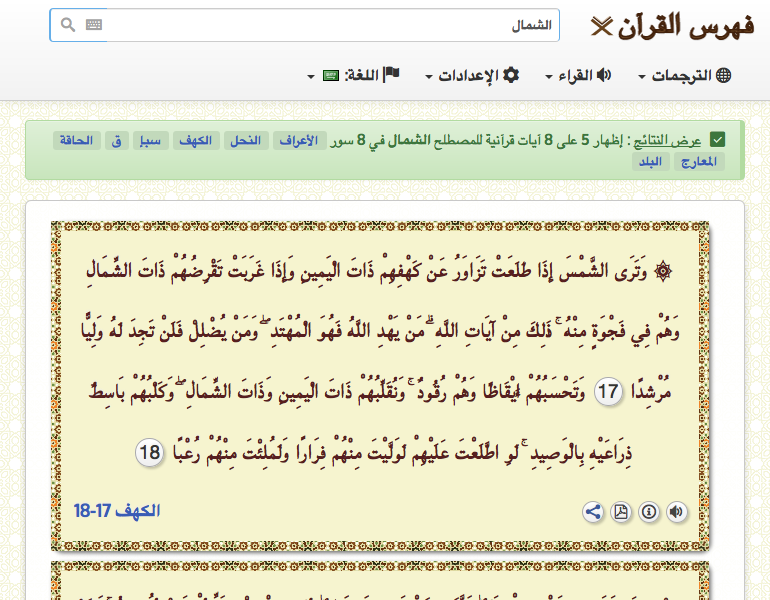 فهرس القرآن
الشمال
الترجمات القراء الإعدادات اللغة:
عرض النتائج : إظهار 5 على 8 آيات قرآنية للمصطلح الشمال في 8 سور الأعراف النحل الكهف سبإ ق الحاقة
المعارج البلد
۞ وَتَرَى الشَّمْسَ إِذَا طَلَعَتْ تَزَاوَرُ عَنْ كَهْفِهِمْ ذَاتَ الْيَمِينِ وَإِذَا غَرَبَتْ تَقْرِضُهُمْ ذَاتَ الشِّمَالِ
وَهُمْ فِي فَجْوَةٍ مِنْهُ ۚ ذَٰلِكَ مِنْ آيَاتِ اللَّهِ ۗ مَنْ يَهْدِ اللَّهُ فَهُوَ الْمُهْتَدِ ۖ وَمَنْ يُضْلِلْ فَلَنْ تَجِدَ لَهُ وَلِيًّا
مُرْشِدًا 17 وَتَحْسَبُهُمْ أَيْقَاظًا وَهُمْ رُقُودٌ ۚ وَنُقَلِّبُهُمْ ذَاتَ الْيَمِينِ وَذَاتَ الشِّمَالِ ۖ وَكَلْبُهُمْ بَاسِطٌ
ذِرَاعَيْهِ بِالْوَصِيدِ ۚ لَوِ اطَّلَعْتَ عَلَيْهِمْ لَوَلَّيْتَ مِنْهُمْ فِرَارًا وَلَمُلِئْتَ مِنْهُمْ رُعْبًا 18
الكهف 17-18